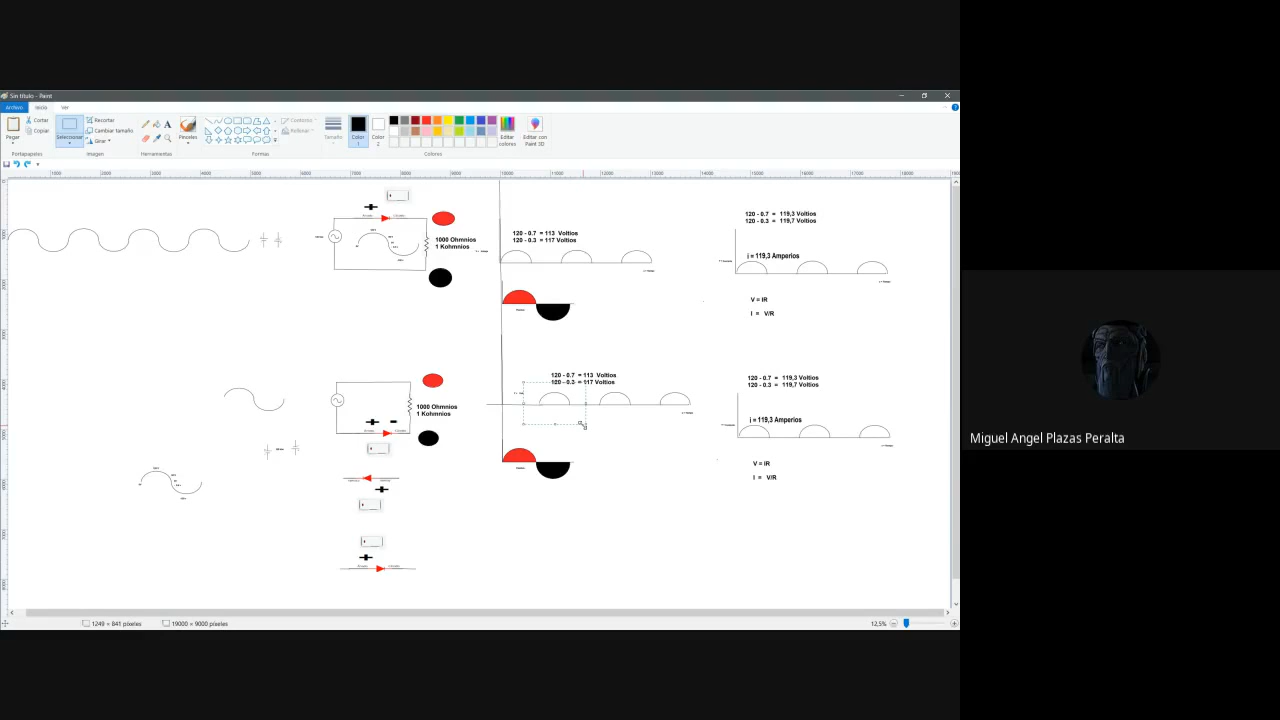 Sin título - Paint
Archivo
Inicio
Ver
Pegar
Cortar
Copiar
Portapapeles
Seleccionar
Recortar
Cambiar tamaño
Girar
Imagen
Herramientas
Pinceles
Contorno
Rellenar
Formas
Tamaño
Color 1
Color 2
Editar colores
Editar con Paint 3D
Colores
120 - 0.7 = 119,3 Voltios
120 - 0.3 = 119,7 Voltios
120 - 0.7 = 113 Voltios
120 - 0.3 = 117 Voltios
1000 Ohmnios
1 Kohmnios
i = 119,3 Amperios
V = IR
I = V/R
120 - 0.7 = 113 Voltios
120 - 0.3 = 117 Voltios
120 - 0.7 = 119,3 Voltios
120 - 0.3 = 119,7 Voltios
1000 Ohmnios
1 Kohmnios
i = 119,3 Amperios
V = IR
I = V/R
1249 × 841 píxeles
19000 × 9000 píxeles
12,5%
Miguel Angel Plazas Peralta